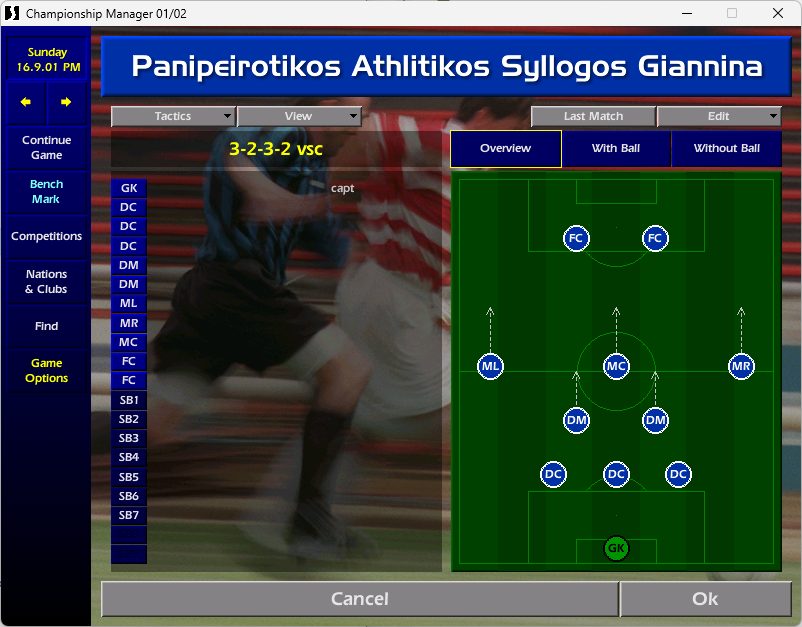 Championship Manager 01/02
Sunday
16.9.01 PM
Panipeirotikos Athlitikos Syllogos Giannina
Continue
Game
Bench
Mark
Competitions
Nations
& Clubs
Find
Game
Options
Tactics
View
Last Match
Edit
3-2-3-2 vsc
Overview
With Ball
Without Ball
GK
capt
DC
DC
DC
DM
DM
ML
MR
MC
FC
FC
SB1
SB2
SB3
SB4
SB5
SB6
SB7
FC FC
ML MC MR
DM DM
DC DC DC
GK
Cancel
Ok